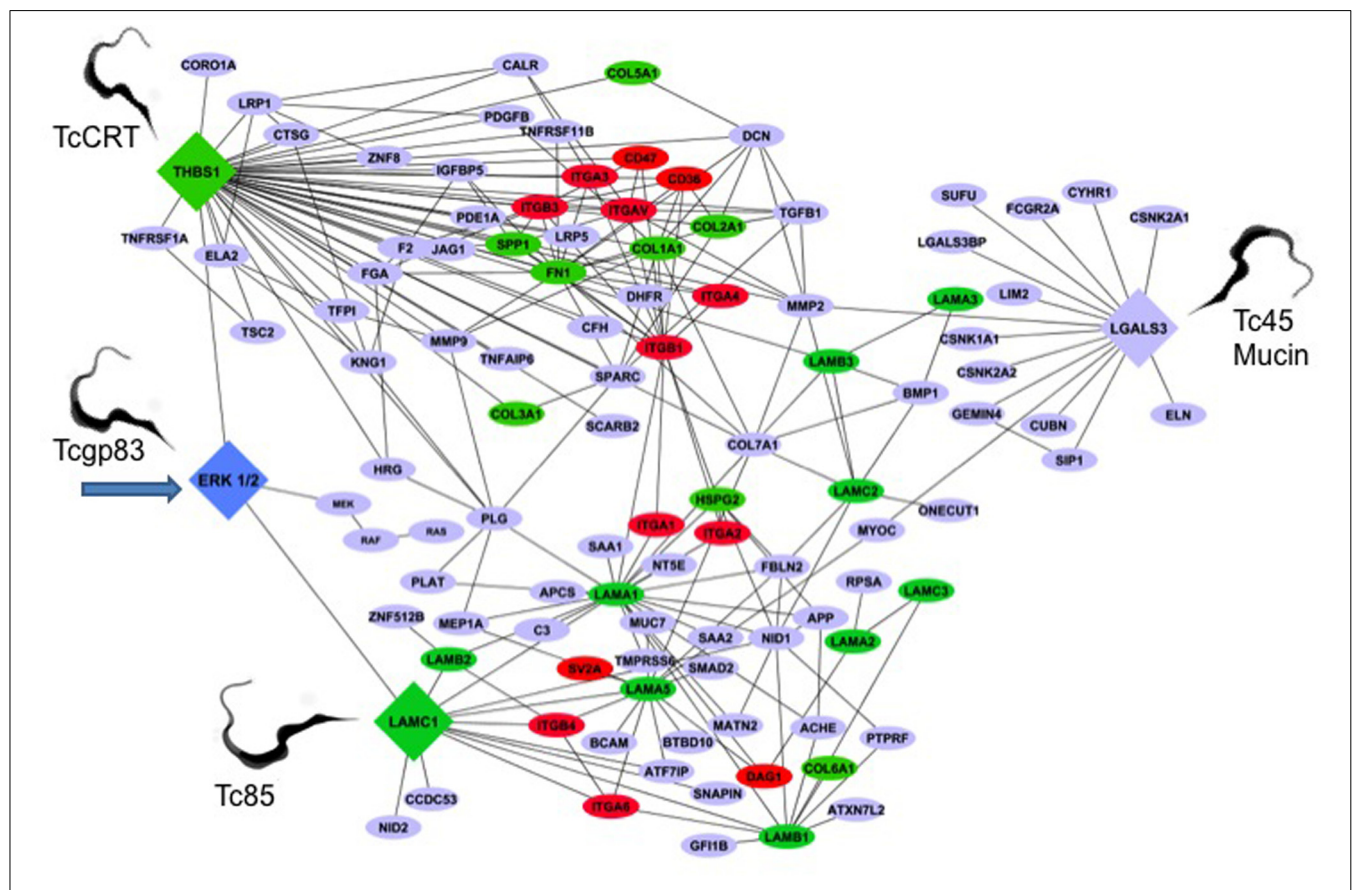 CORO1A
CALR
COL5A1
LRP1
TcCRT
CTSG
PDGFB
TNFRSF11B
DCN
THBS1
ZNF8
IGFBP5
ITGA3
CD47
CD36
SUFU
FCGR2A
CYHR1
CSNK2A1
PDE1A
ITGB3
ITGAV
TGFB1
COL2A1
TNFRSF1A
ELA2
F2
JAG1
SPP1
LRP5
COL1A1
LGALS3BP
FGA
FN1
DHFR
ITGA4
MMP2
LAMA3
LIM2
LGALS3
Tc45
Mucin
TSC2
TFPI
MMP9
CFH
ITGB1
CSNK1A1
KNG1
TNFAIP6
SPARC
LAMB3
CSNK2A2
BMP1
COL3A1
SCARB2
GEMIN4
CUBN
ELN
COL7A1
SIP1
Tcgp83
ERK 1/2
HRG
HSPG2
LAMC2
ONECUT1
MEK
RAF
RAS
PLG
ITGA1
ITGA2
MYOC
SAA1
NT5E
FBLN2
RPSA
LAMC3
PLAT
APCS
LAMA1
ZNF512B
MEP1A
C3
MUC7
SAA2
NID1
APP
LAMA2
LAMB2
SV2A
TMPRSS6
SMAD2
LAMA5
LAMC1
ITGB4
MATN2
ACHE
PTPRF
BCAM
BTBD10
COL6A1
Tc85
ATF7IP
DAG1
CCDC53
SNAPIN
NID2
ITGA6
ATXN7L2
GFI1B
LAMB1